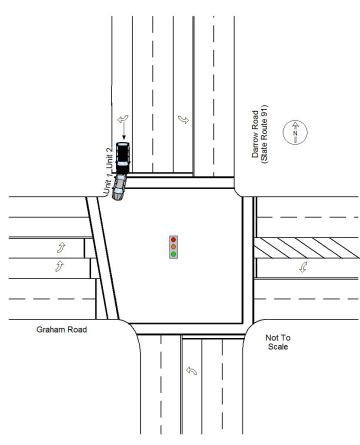 Darrow Road
(State Route 91)
N
Unit 2
Unit 1
Graham Road
Not To
Scale